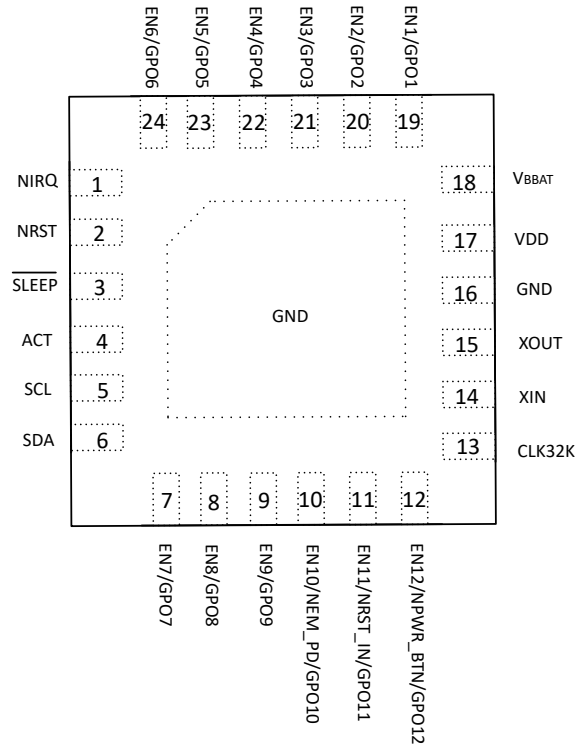 EN6/GPO6
EN5/GPO5
EN4/GPO4
EN3/GPO3
EN2/GPO2
EN1/GPO1
24
23
22
21
20
19
NIRQ
1
18
VBBAT
NRST
2
17
VDD
SLEEP
3
16
GND
GND
ACT
4
15
XOUT
SCL
5
14
XIN
SDA
6
13
CLK32K
7
8
9
10
11
12
EN7/GPO7
EN8/GPO8
EN9/GPO9
EN10/NEM_PD/GPO10
EN11/NRST_IN/GPO11
EN12/NPWR_BTN/GPO12